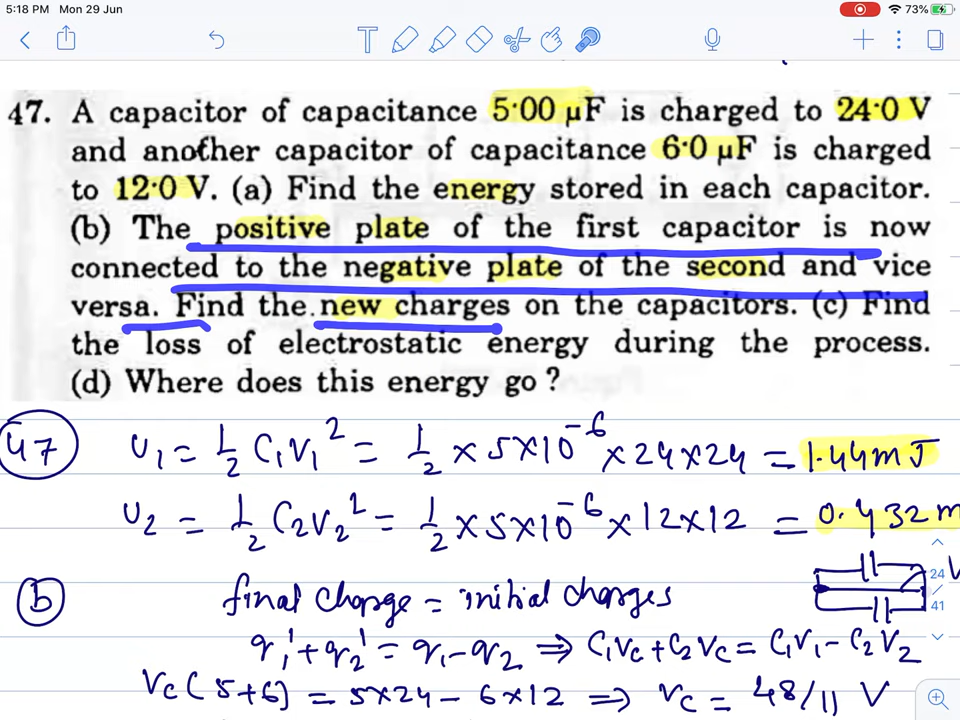 5:18 PM Mon 29 Jun
73%
T
47. A capacitor of capacitance 5·00 μF is charged to 24·0 V
and another capacitor of capacitance 6·0 μF is charged
to 12·0 V. (a) Find the energy stored in each capacitor.
(b) The positive plate of the first capacitor is now
connected to the negative plate of the second and vice
versa. Find the new charges on the capacitors. (c) Find
the loss of electrostatic energy during the process.
(d) Where does this energy go ?
47 U₁ = 1/2 C₁V₁² = 1/2 × 5×10⁻⁶ × 24×24 = 1.44 mJ
U₂ = 1/2 C₂V₂² = 1/2 × 5×10⁻⁶ × 12×12 = 0.432 m
24
/
41
b final charge = initial charges
q₁' + q₂' = q₁ - q₂ ⇒ C₁Vc + C₂Vc = C₁V₁ - C₂V₂
Vc(5+6) = 5×24 - 6×12 ⇒ Vc = 48/11 V